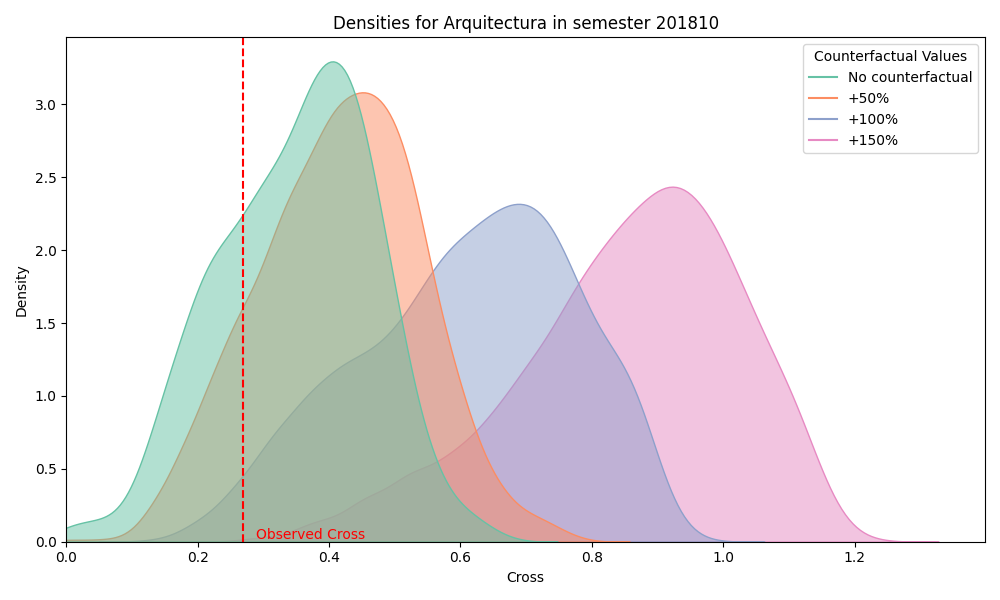 Densities for Arquitectura in semester 201810
Counterfactual Values
No counterfactual
+50%
+100%
+150%
Density
3.0
2.5
2.0
1.5
1.0
0.5
0.0
Observed Cross
0.0 0.2 0.4 0.6 0.8 1.0 1.2
Cross